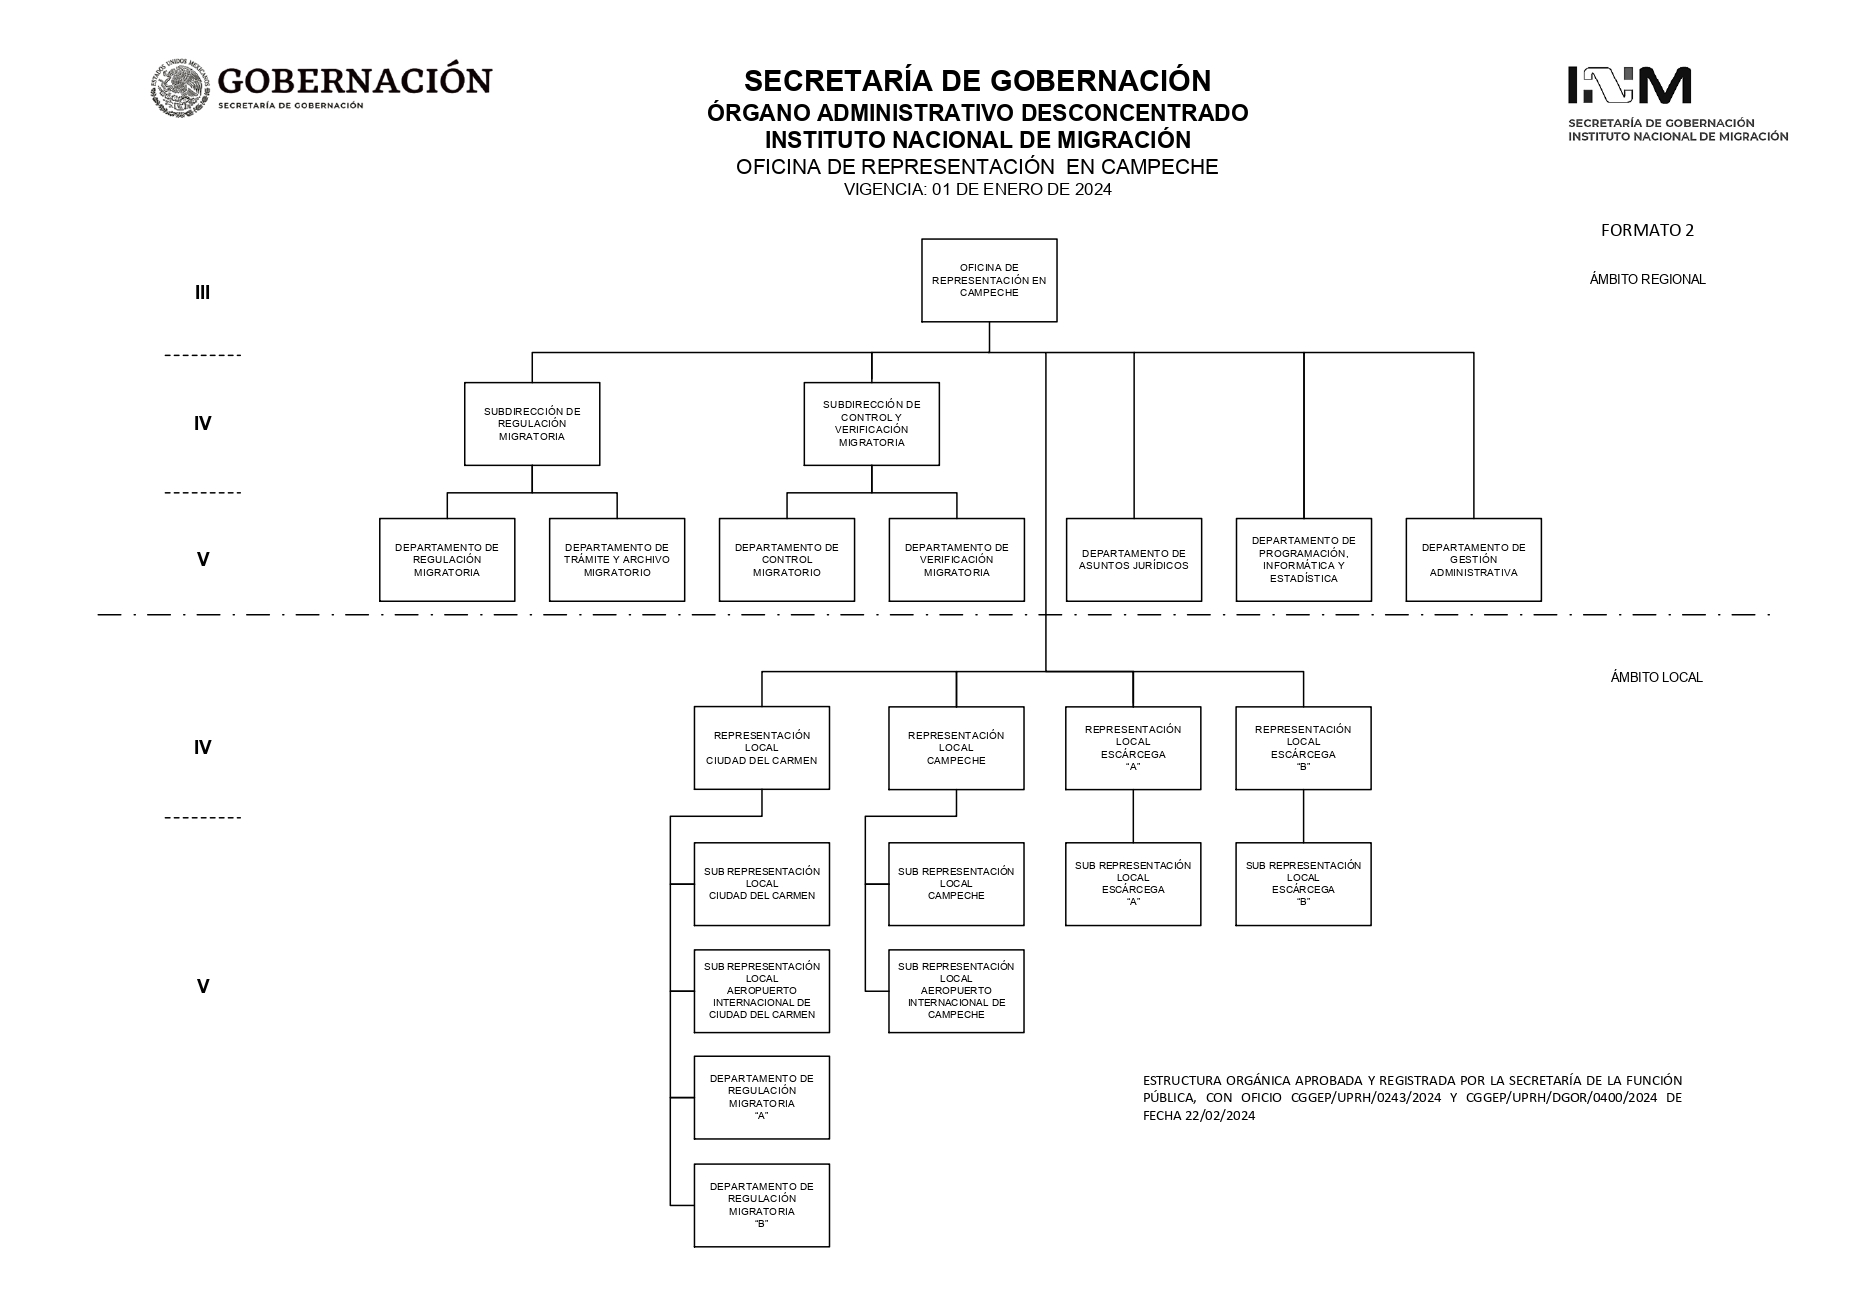 ESTADOS UNIDOS MEXICANOS
GOBERNACIÓN
SECRETARÍA DE GOBERNACIÓN
SECRETARÍA DE GOBERNACIÓN
ÓRGANO ADMINISTRATIVO DESCONCENTRADO
INSTITUTO NACIONAL DE MIGRACIÓN
OFICINA DE REPRESENTACIÓN EN CAMPECHE
VIGENCIA: 01 DE ENERO DE 2024
INM
SECRETARÍA DE GOBERNACIÓN
INSTITUTO NACIONAL DE MIGRACIÓN
FORMATO 2
ÁMBITO REGIONAL
III
OFICINA DE
REPRESENTACIÓN EN
CAMPECHE
IV
SUBDIRECCIÓN DE
REGULACIÓN
MIGRATORIA
SUBDIRECCIÓN DE
CONTROL Y
VERIFICACIÓN
MIGRATORIA
V
DEPARTAMENTO DE
REGULACIÓN
MIGRATORIA
DEPARTAMENTO DE
TRÁMITE Y ARCHIVO
MIGRATORIO
DEPARTAMENTO DE
CONTROL
MIGRATORIO
DEPARTAMENTO DE
VERIFICACIÓN
MIGRATORIA
DEPARTAMENTO DE
ASUNTOS JURÍDICOS
DEPARTAMENTO DE
PROGRAMACIÓN,
INFORMÁTICA Y
ESTADÍSTICA
DEPARTAMENTO DE
GESTIÓN
ADMINISTRATIVA
ÁMBITO LOCAL
IV
REPRESENTACIÓN
LOCAL
CIUDAD DEL CARMEN
REPRESENTACIÓN
LOCAL
CAMPECHE
REPRESENTACIÓN
LOCAL
ESCÁRCEGA
“A”
REPRESENTACIÓN
LOCAL
ESCÁRCEGA
“B”
V
SUB REPRESENTACIÓN
LOCAL
CIUDAD DEL CARMEN
SUB REPRESENTACIÓN
LOCAL
CAMPECHE
SUB REPRESENTACIÓN
LOCAL
ESCÁRCEGA
“A”
SUB REPRESENTACIÓN
LOCAL
ESCÁRCEGA
“B”
SUB REPRESENTACIÓN
LOCAL
AEROPUERTO
INTERNACIONAL DE
CIUDAD DEL CARMEN
SUB REPRESENTACIÓN
LOCAL
AEROPUERTO
INTERNACIONAL DE
CAMPECHE
DEPARTAMENTO DE
REGULACIÓN
MIGRATORIA
“A”
DEPARTAMENTO DE
REGULACIÓN
MIGRATORIA
“B”
ESTRUCTURA ORGÁNICA APROBADA Y REGISTRADA POR LA SECRETARÍA DE LA FUNCIÓN
PÚBLICA, CON OFICIO CGGEP/UPRH/0243/2024 Y CGGEP/UPRH/DGOR/0400/2024 DE
FECHA 22/02/2024